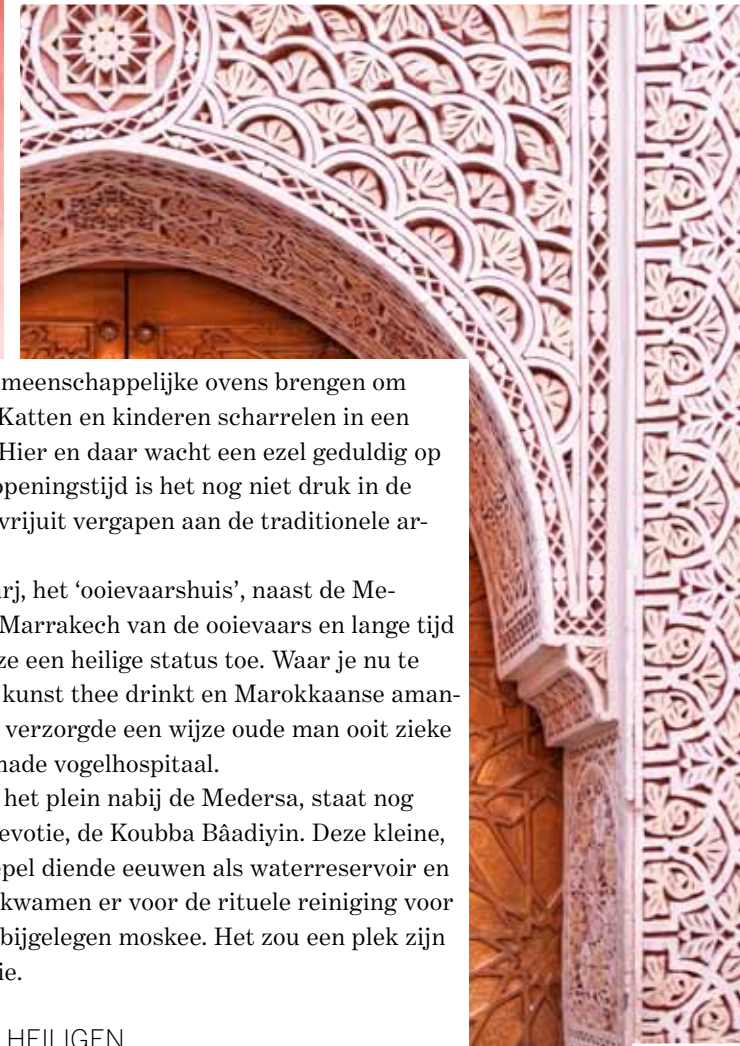 meenschappelijke ovens brengen om
Katten en kinderen scharrelen in een
Hier en daar wacht een ezel geduldig op
openingstijd is het nog niet druk in de
vrijuit vergapen aan de traditionele ar-
rj, het ‘ooievaarshuis’, naast de Me-
Marrakech van de ooievaars en lange tijd
ze een heilige status toe. Waar je nu te
kunst thee drinkt en Marokkaanse aman-
verzorgde een wijze oude man ooit zieke
made vogelhospitaal.
het plein nabij de Medersa, staat nog
evotie, de Koubba Bâadiyin. Deze kleine,
epel diende eeuwen als waterreservoir en
kwamen er voor de rituele reiniging voor
bijgelegen moskee. Het zou een plek zijn
ie.
HEILIGEN